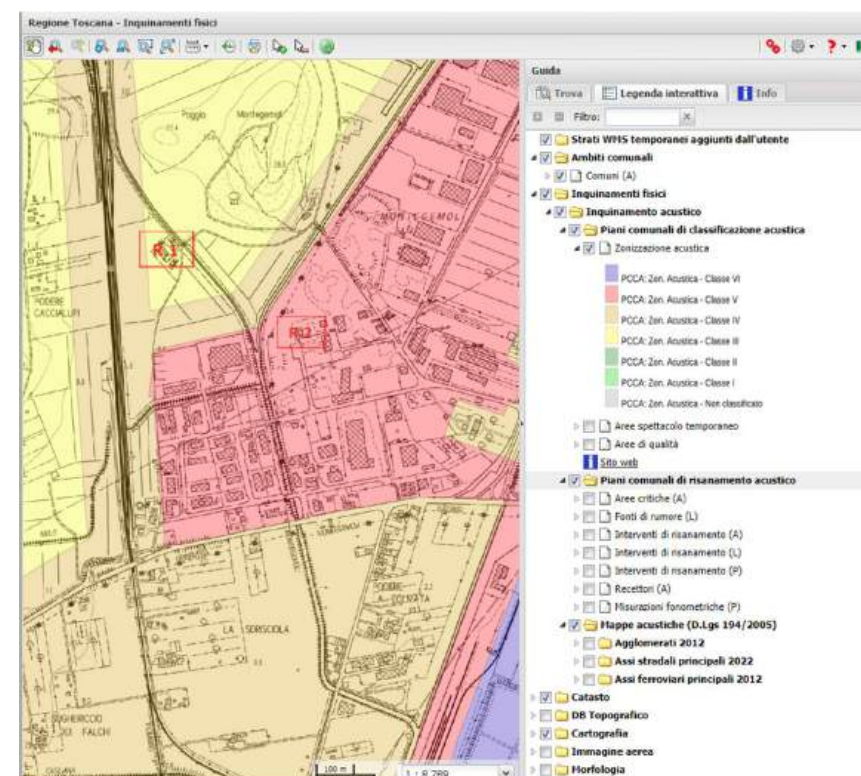 Regione Toscana - Inquinamenti fisici
Guida
Trova
Legenda interattiva
Info
Filtro:
Strati WMS temporanei aggiunti dall'utente
Ambiti comunali
Comuni (A)
Inquinamenti fisici
Inquinamento acustico
Piani comunali di classificazione acustica
Zonizzazione acustica
PCCA: Zon. Acustica - Classe VI
PCCA: Zon. Acustica - Classe V
PCCA: Zon. Acustica - Classe IV
PCCA: Zon. Acustica - Classe III
PCCA: Zon. Acustica - Classe II
PCCA: Zon. Acustica - Classe I
PCCA: Zon. Acustica - Non classificato
Aree spettacolo temporaneo
Aree di qualità
Sito web
Piani comunali di risanamento acustico
Aree critiche (A)
Fonti di rumore (L)
Interventi di risanamento (A)
Interventi di risanamento (L)
Interventi di risanamento (P)
Recettori (A)
Misurazioni fonometriche (P)
Mappe acustiche (D.Lgs 194/2005)
Agglomerati 2012
Assi stradali principali 2022
Assi ferroviari principali 2012
Catasto
DB Topografico
Cartografia
Immagine aerea
Morfologia
Poggio Montegemoli
R1
R2
PODERE
CACCIALUPI
LA SDRISCIOLA
FALCHI
100 m
1 : 8.789